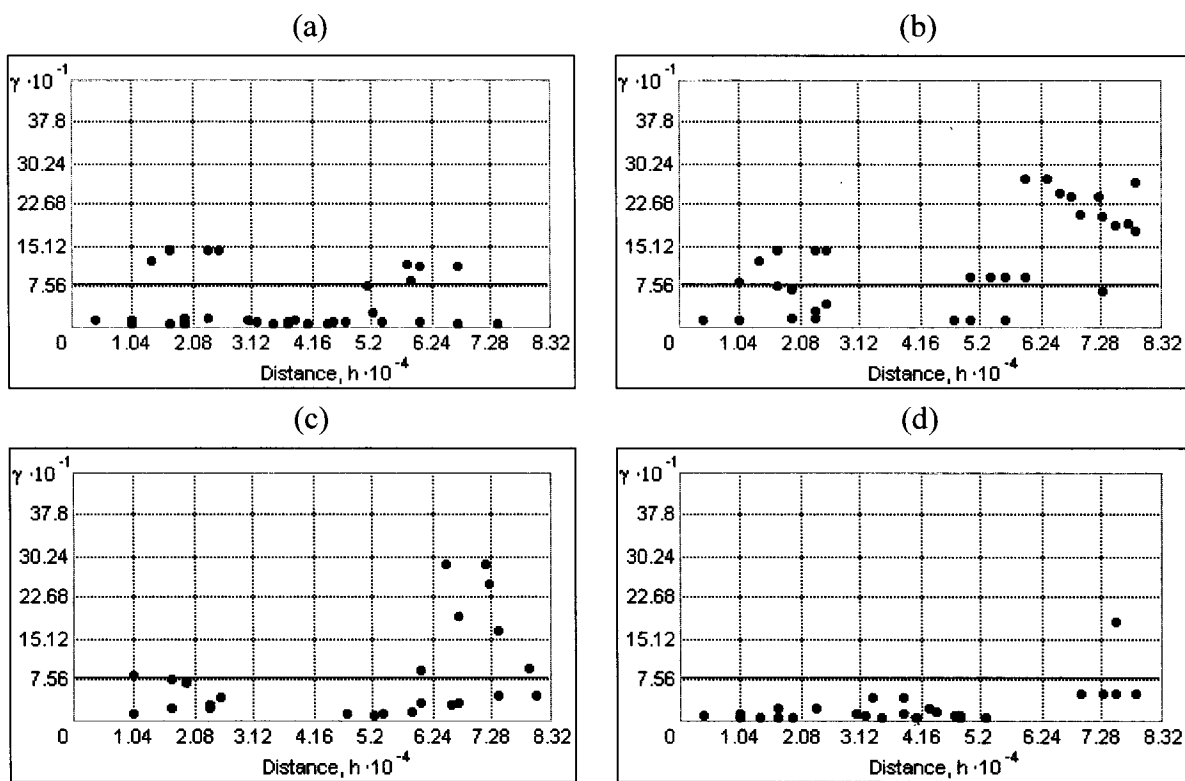 (a)
γ ·10⁻¹
37.8
30.24
22.68
15.12
7.56
0 1.04 2.08 3.12 4.16 5.2 6.24 7.28 8.32
Distance, h ·10⁻⁴
(b)
γ ·10⁻¹
37.8
30.24
22.68
15.12
7.56
0 1.04 2.08 3.12 4.16 5.2 6.24 7.28 8.32
Distance, h ·10⁻⁴
(c)
γ ·10⁻¹
37.8
30.24
22.68
15.12
7.56
0 1.04 2.08 3.12 4.16 5.2 6.24 7.28 8.32
Distance, h ·10⁻⁴
(d)
γ ·10⁻¹
37.8
30.24
22.68
15.12
7.56
0 1.04 2.08 3.12 4.16 5.2 6.24 7.28 8.32
Distance, h ·10⁻⁴